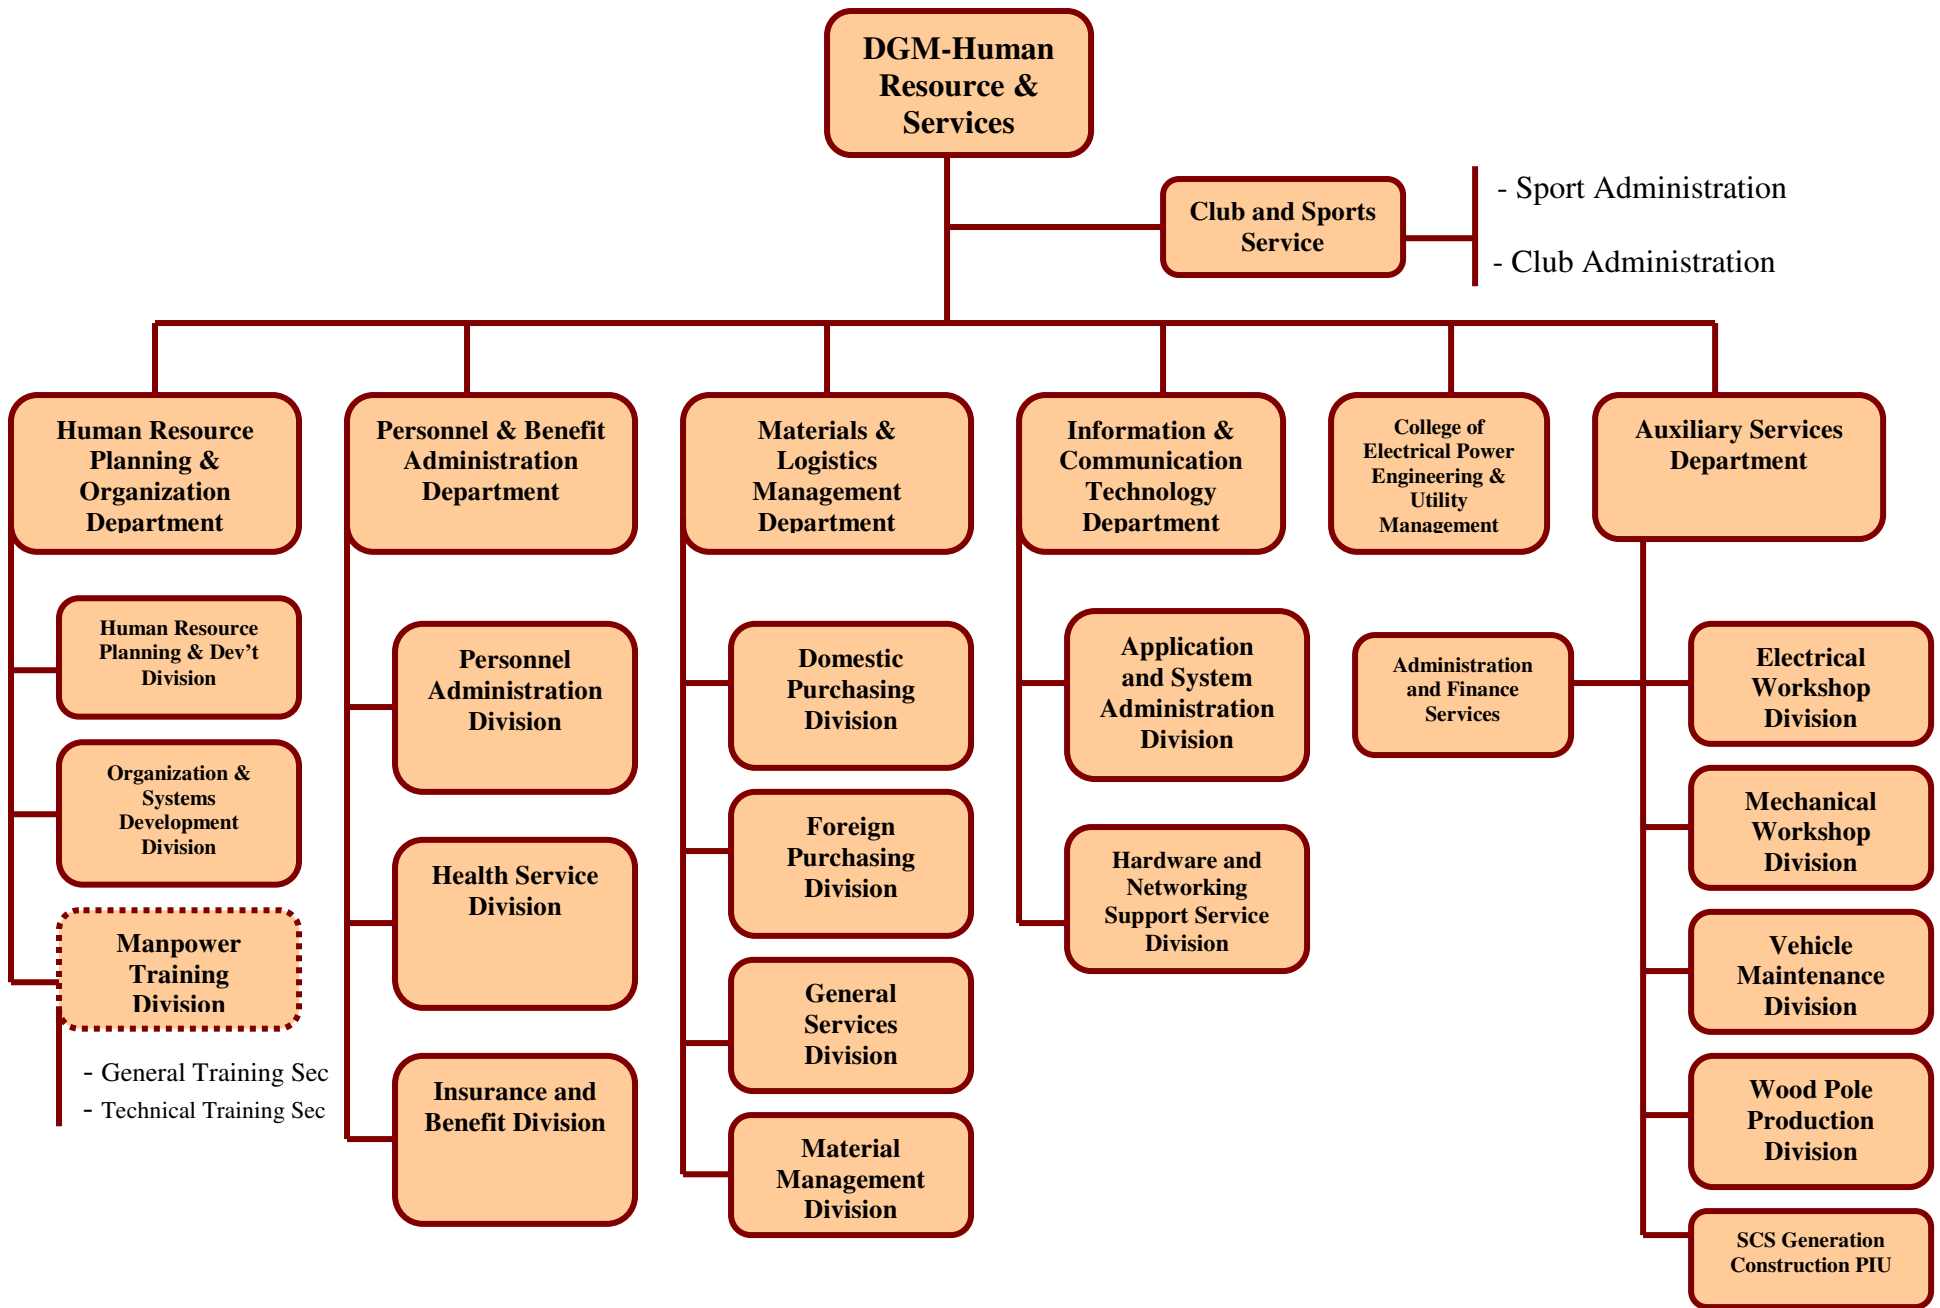 DGM-Human
Resource &
Services
Club and Sports
Service
- Sport Administration
- Club Administration
Human Resource
Planning &
Organization
Department
Personnel & Benefit
Administration
Department
Materials &
Logistics
Management
Department
Information &
Communication
Technology
Department
College of
Electrical Power
Engineering &
Utility
Management
Auxiliary Services
Department
Human Resource
Planning & Dev’t
Division
Organization &
Systems
Development
Division
Manpower
Training
Division
- General Training Sec
- Technical Training Sec
Personnel
Administration
Division
Health Service
Division
Insurance and
Benefit Division
Domestic
Purchasing
Division
Foreign
Purchasing
Division
General
Services
Division
Material
Management
Division
Application
and System
Administration
Division
Hardware and
Networking
Support Service
Division
Administration
and Finance
Services
Electrical
Workshop
Division
Mechanical
Workshop
Division
Vehicle
Maintenance
Division
Wood Pole
Production
Division
SCS Generation
Construction PIU